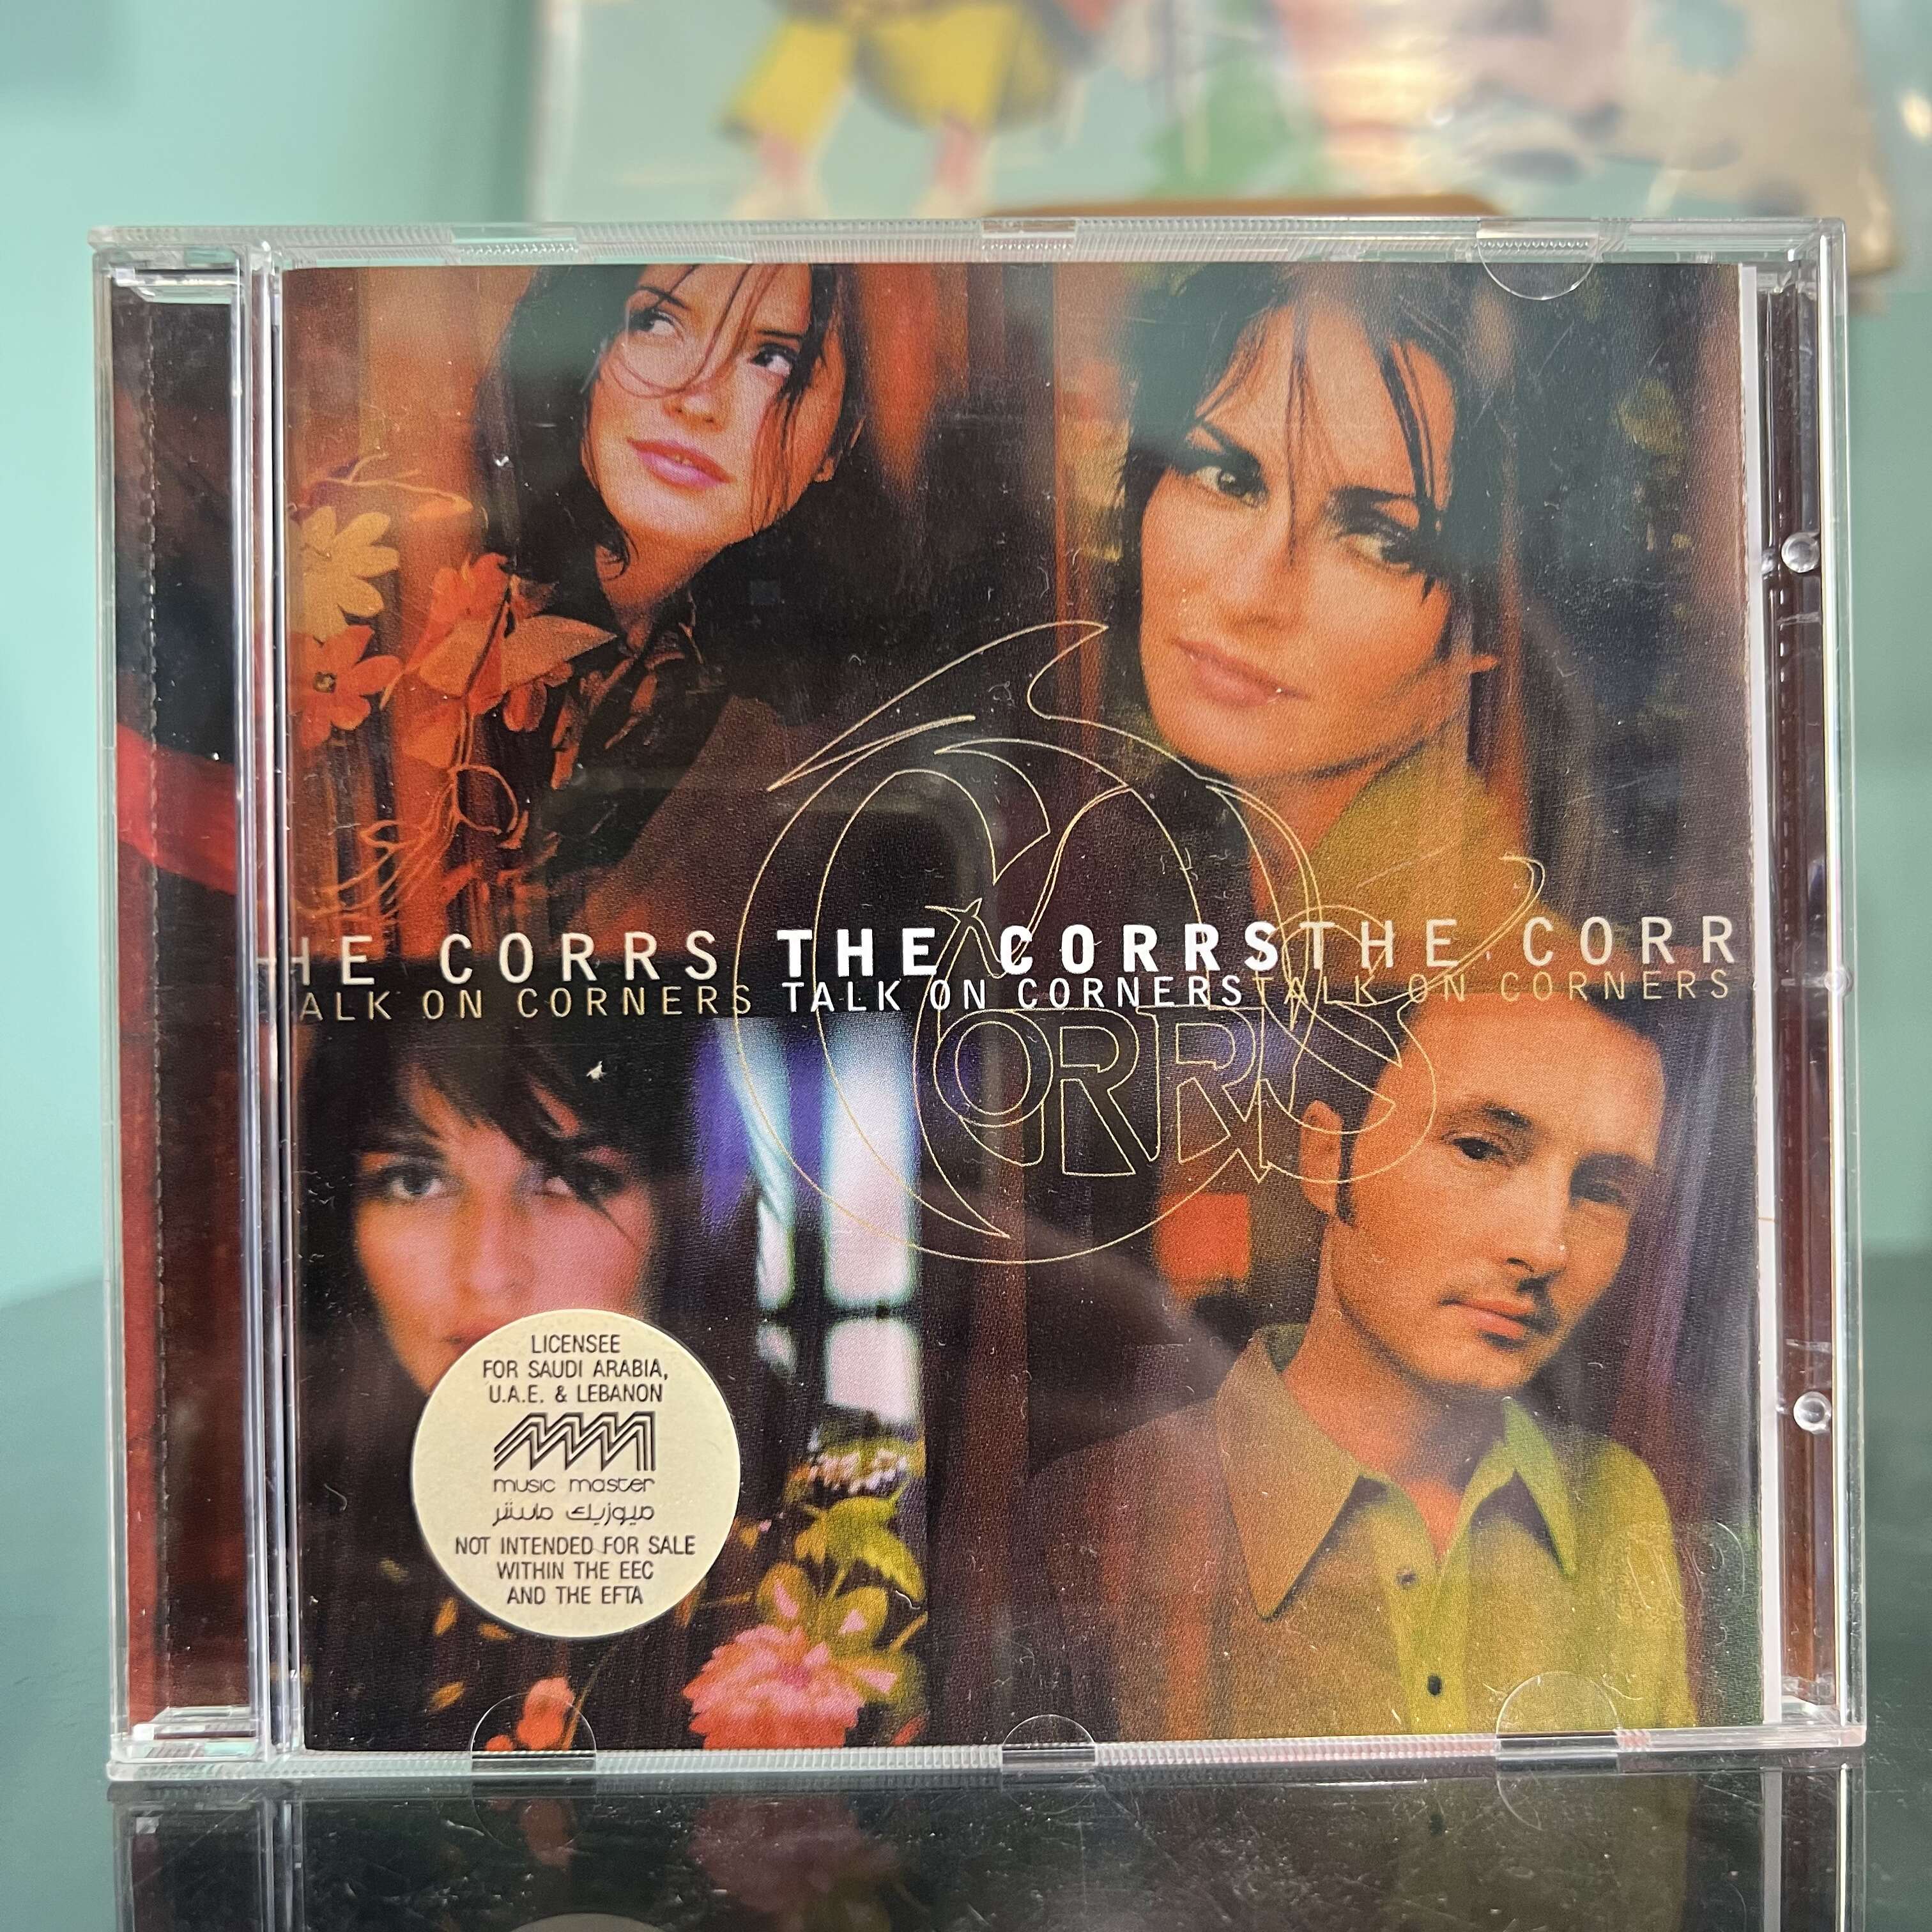 HE CORRS THE CORRS THE CORR
ALK ON CORNERS TALK ON CORNERS TALK ON CORNERS
CORRS
LICENSEE
FOR SAUDI ARABIA,
U.A.E. & LEBANON
MM
music master
ميوزيك ماستر
NOT INTENDED FOR SALE
WITHIN THE EEC
AND THE EFTA